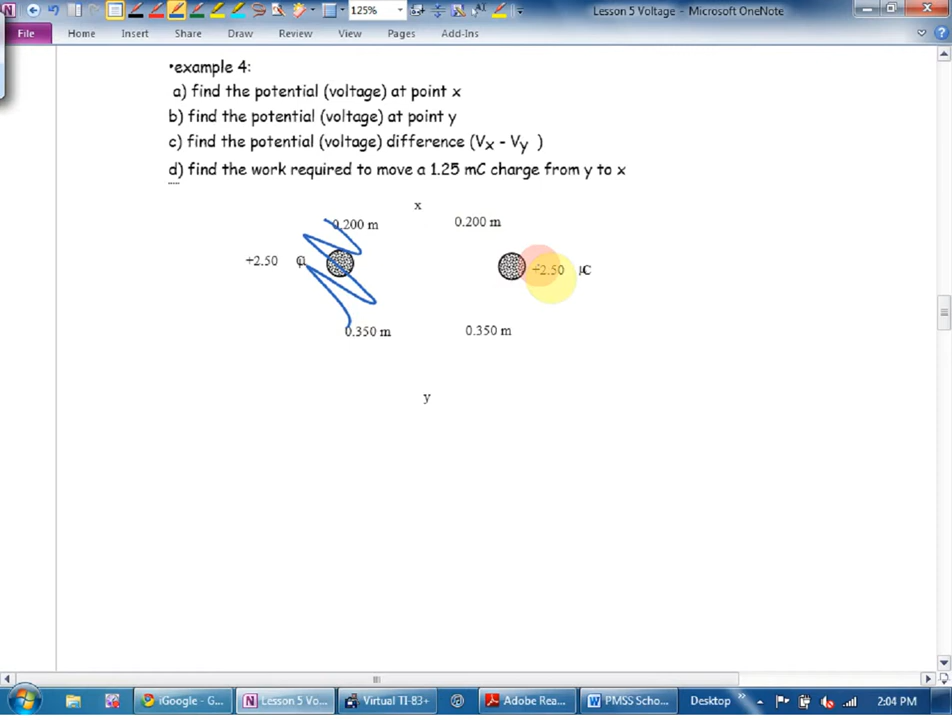 125%
Lesson 5 Voltage - Microsoft OneNote
File Home Insert Share Draw Review View Pages Add-Ins
•example 4:
a) find the potential (voltage) at point x
b) find the potential (voltage) at point y
c) find the potential (voltage) difference (Vx - Vy )
d) find the work required to move a 1.25 mC charge from y to x
x
0.200 m 0.200 m
+2.50 +2.50 μC
0.350 m 0.350 m
y
iGoogle - G... Lesson 5 Vo... Virtual TI-83+ Adobe Rea... PMSS Scho... Desktop 2:04 PM